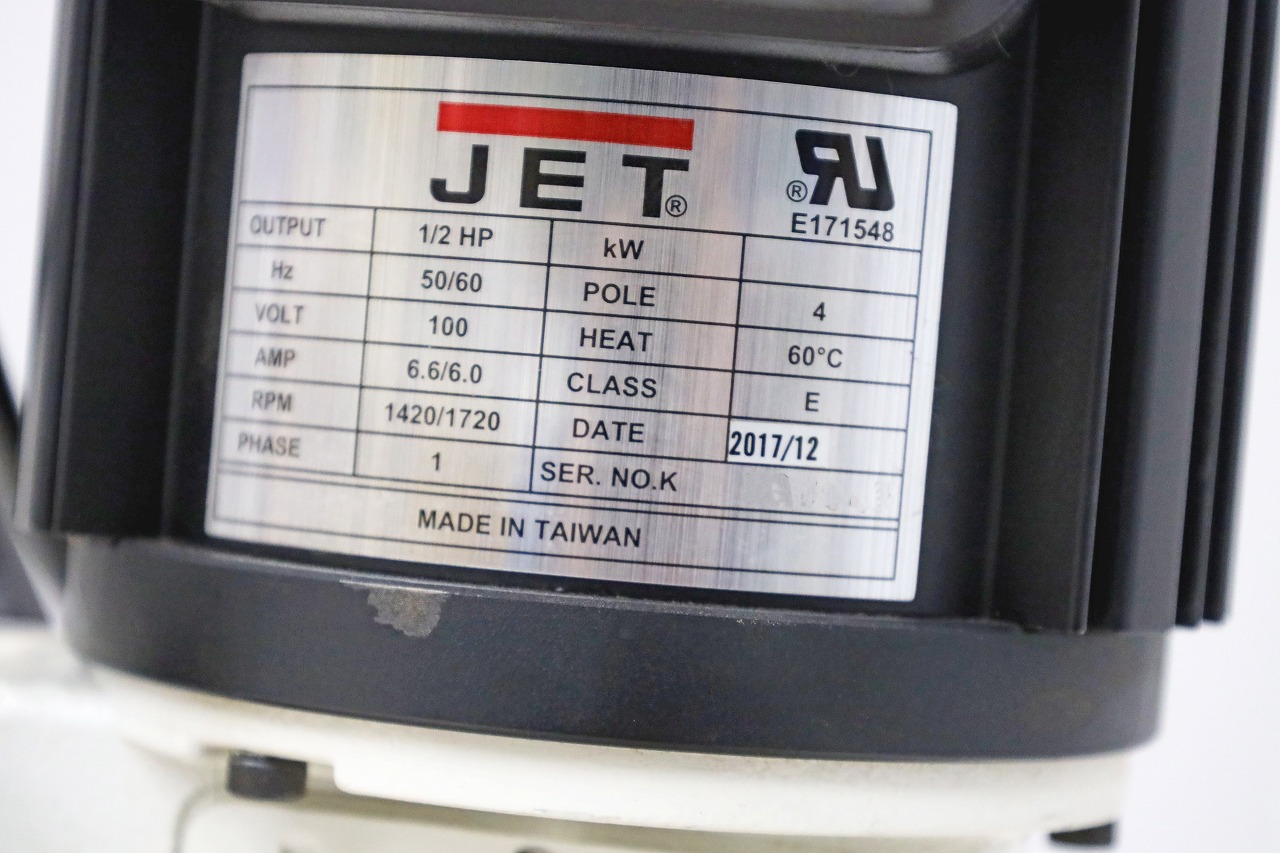 JET®
®RU
E171548
OUTPUT 1/2 HP kW
Hz 50/60 POLE 4
VOLT 100 HEAT 60°C
AMP 6.6/6.0 CLASS E
RPM 1420/1720 DATE 2017/12
PHASE 1 SER. NO.K
MADE IN TAIWAN